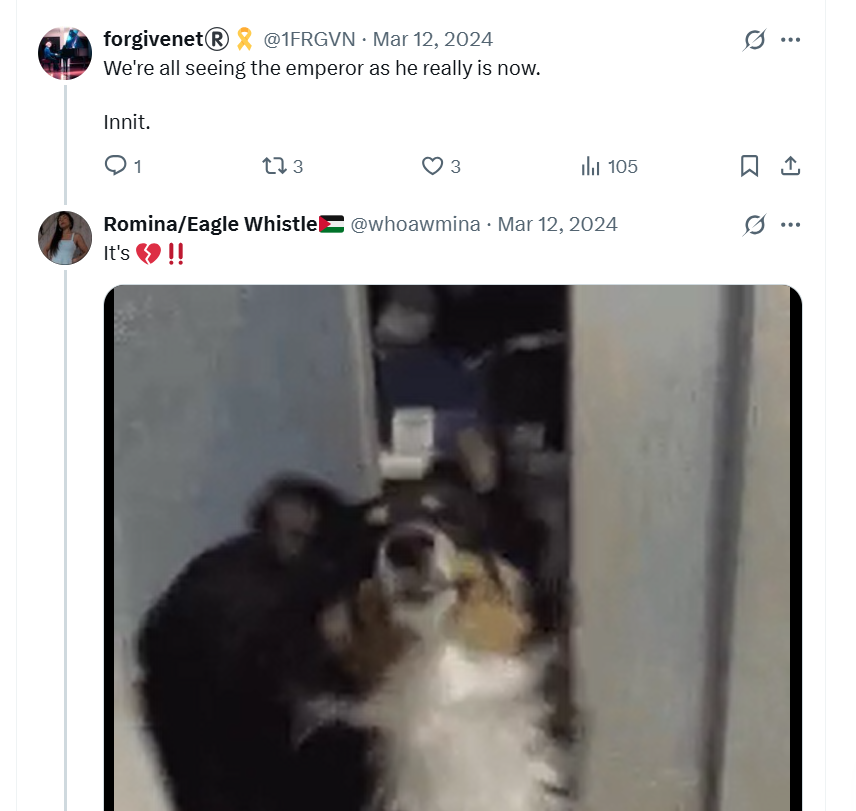 forgivenet®️🎗️ @1FRGVN · Mar 12, 2024
We're all seeing the emperor as he really is now.
Innit.
1 3 3 105
Romina/Eagle Whistle🇵🇸 @whoawmina · Mar 12, 2024
It's 💔‼️